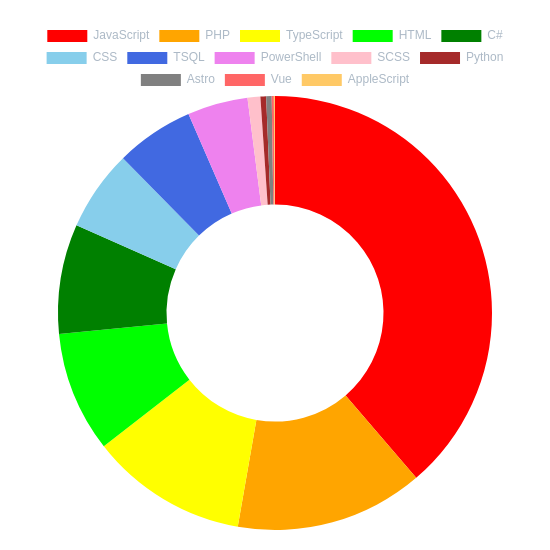 JavaScript PHP TypeScript HTML C#
CSS TSQL PowerShell SCSS Python
Astro Vue AppleScript